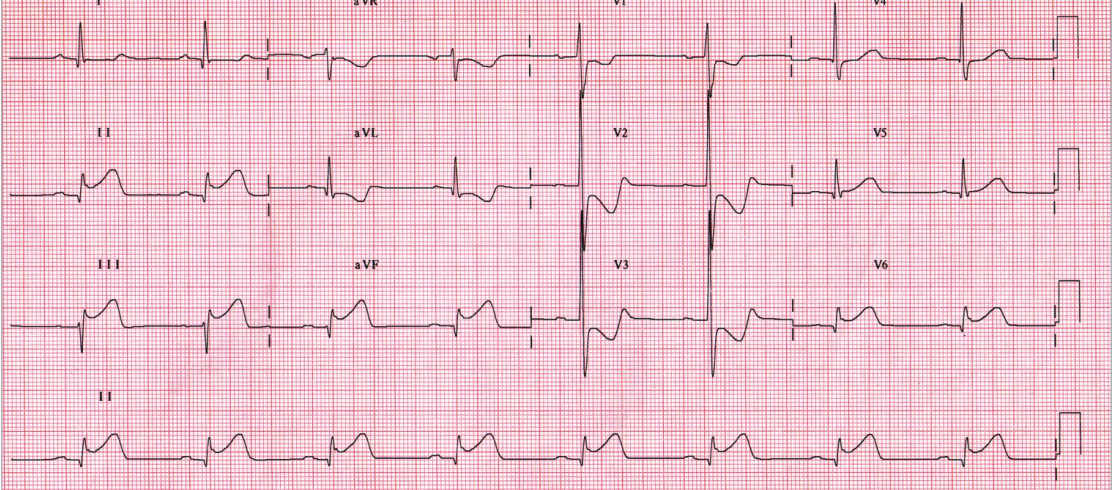 I aVR V1 V4
II aVL V2 V5
III aVF V3 V6
II